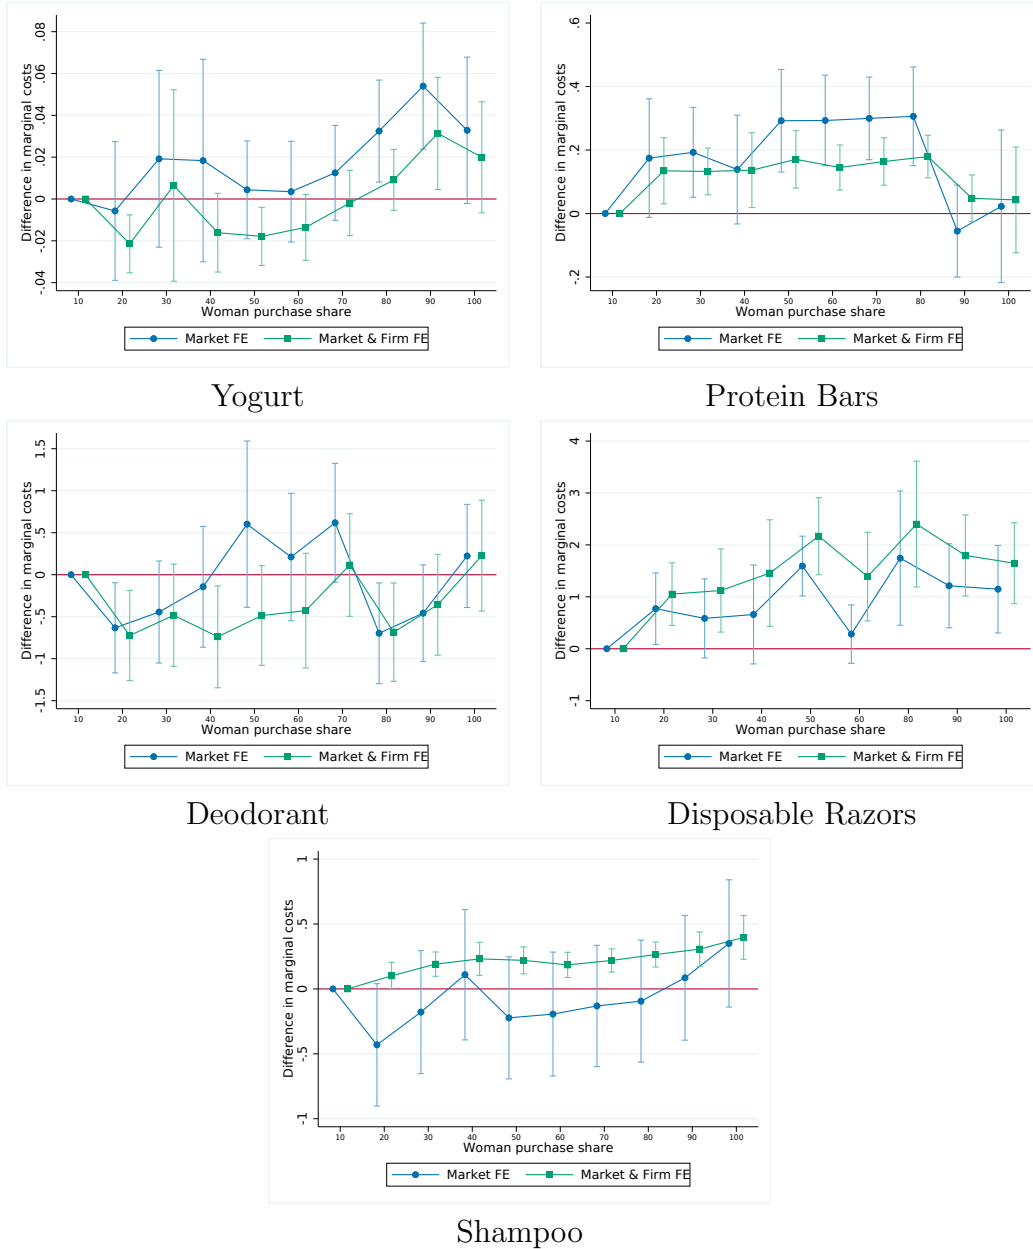 Difference in marginal costs
.08
.06
.04
.02
0
-.02
-.04
10 20 30 40 50 60 70 80 90 100
Woman purchase share
Market FE Market & Firm FE
Yogurt
Difference in marginal costs
.6
.4
.2
0
-.2
10 20 30 40 50 60 70 80 90 100
Woman purchase share
Market FE Market & Firm FE
Protein Bars
Difference in marginal costs
1.5
1
.5
0
-.5
-1
-1.5
10 20 30 40 50 60 70 80 90 100
Woman purchase share
Market FE Market & Firm FE
Deodorant
Difference in marginal costs
4
3
2
1
0
-1
10 20 30 40 50 60 70 80 90 100
Woman purchase share
Market FE Market & Firm FE
Disposable Razors
Difference in marginal costs
1
.5
0
-.5
-1
10 20 30 40 50 60 70 80 90 100
Woman purchase share
Market FE Market & Firm FE
Shampoo